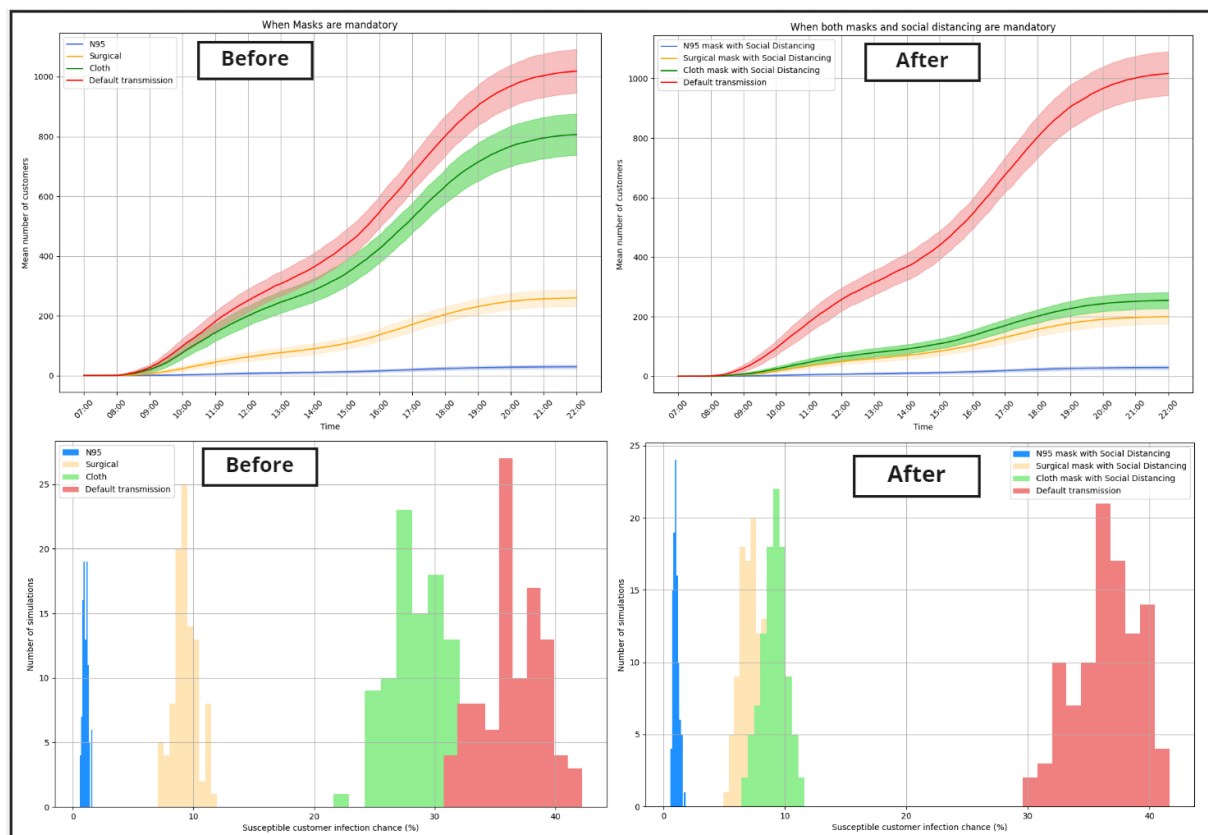 When Masks are mandatory
N95
Surgical
Cloth
Default transmission
Before
Mean number of customers
1000
800
600
400
200
0
07:00
08:00
09:00
10:00
11:00
12:00
13:00
14:00
15:00
16:00
17:00
18:00
19:00
20:00
21:00
22:00
Time
When both masks and social distancing are mandatory
N95 mask with Social Distancing
Surgical mask with Social Distancing
Cloth mask with Social Distancing
Default transmission
After
Mean number of customers
1000
800
600
400
200
0
07:00
08:00
09:00
10:00
11:00
12:00
13:00
14:00
15:00
16:00
17:00
18:00
19:00
20:00
21:00
22:00
Time
N95
Surgical
Cloth
Default transmission
Before
Number of simulations
25
20
15
10
5
0
0
10
20
30
40
Susceptible customer infection chance (%)
N95 mask with Social Distancing
Surgical mask with Social Distancing
Cloth mask with Social Distancing
Default transmission
After
Number of simulations
25
20
15
10
5
0
0
10
20
30
40
Susceptible customer infection chance (%)